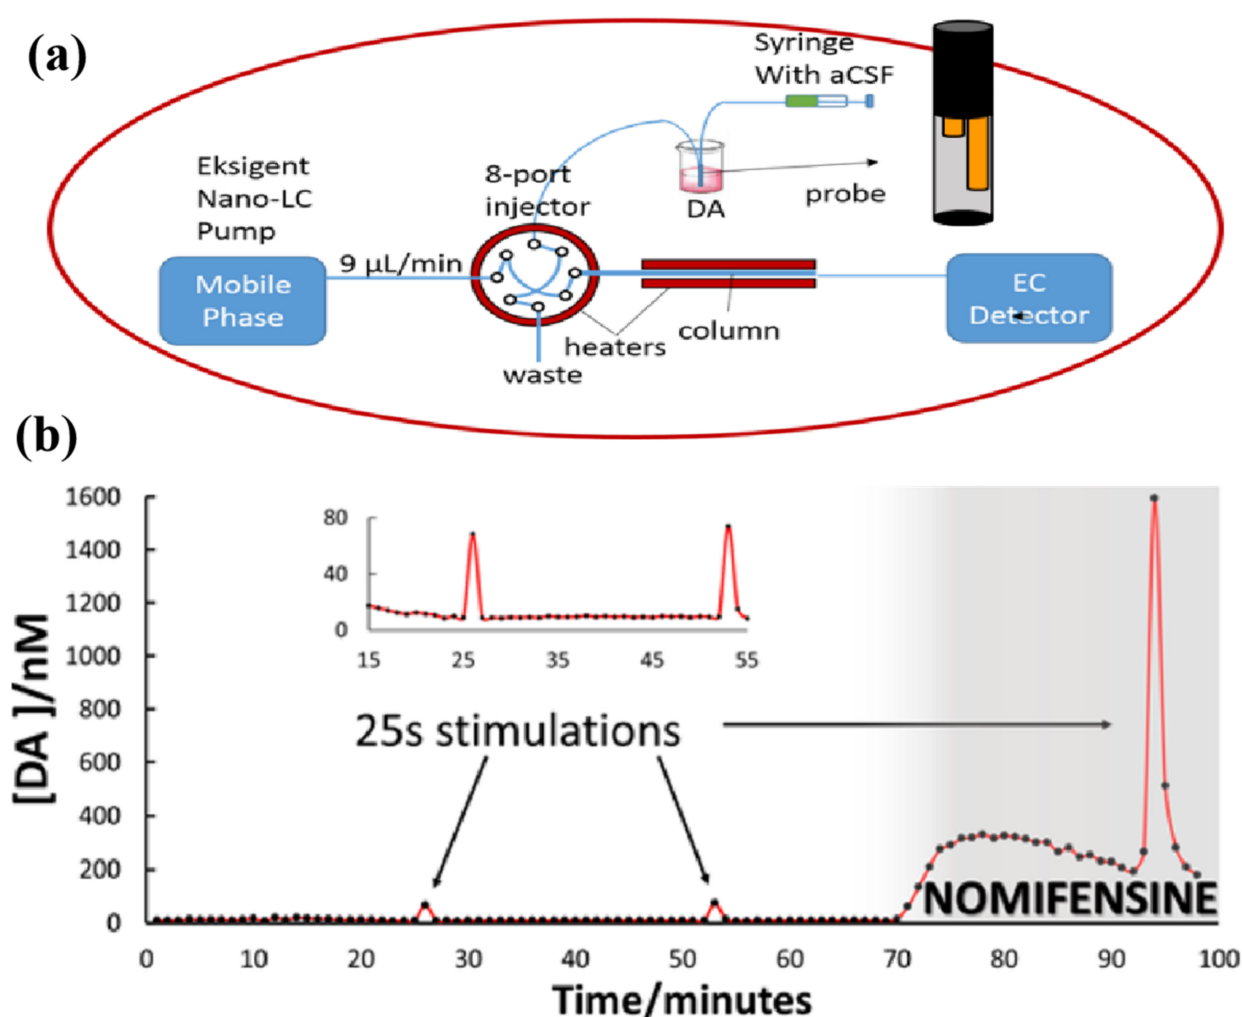 (a)
Syringe
With aCSF
Eksigent
Nano-LC
Pump
8-port
injector
DA
probe
9 µL/min
Mobile
Phase
EC
Detector
column
heaters
waste
(b)
1600
1400
1200
1000
800
600
400
200
0
[DA ]/nM
80
40
0
15 25 35 45 55
25s stimulations
NOMIFENSINE
0 10 20 30 40 50 60 70 80 90 100
Time/minutes